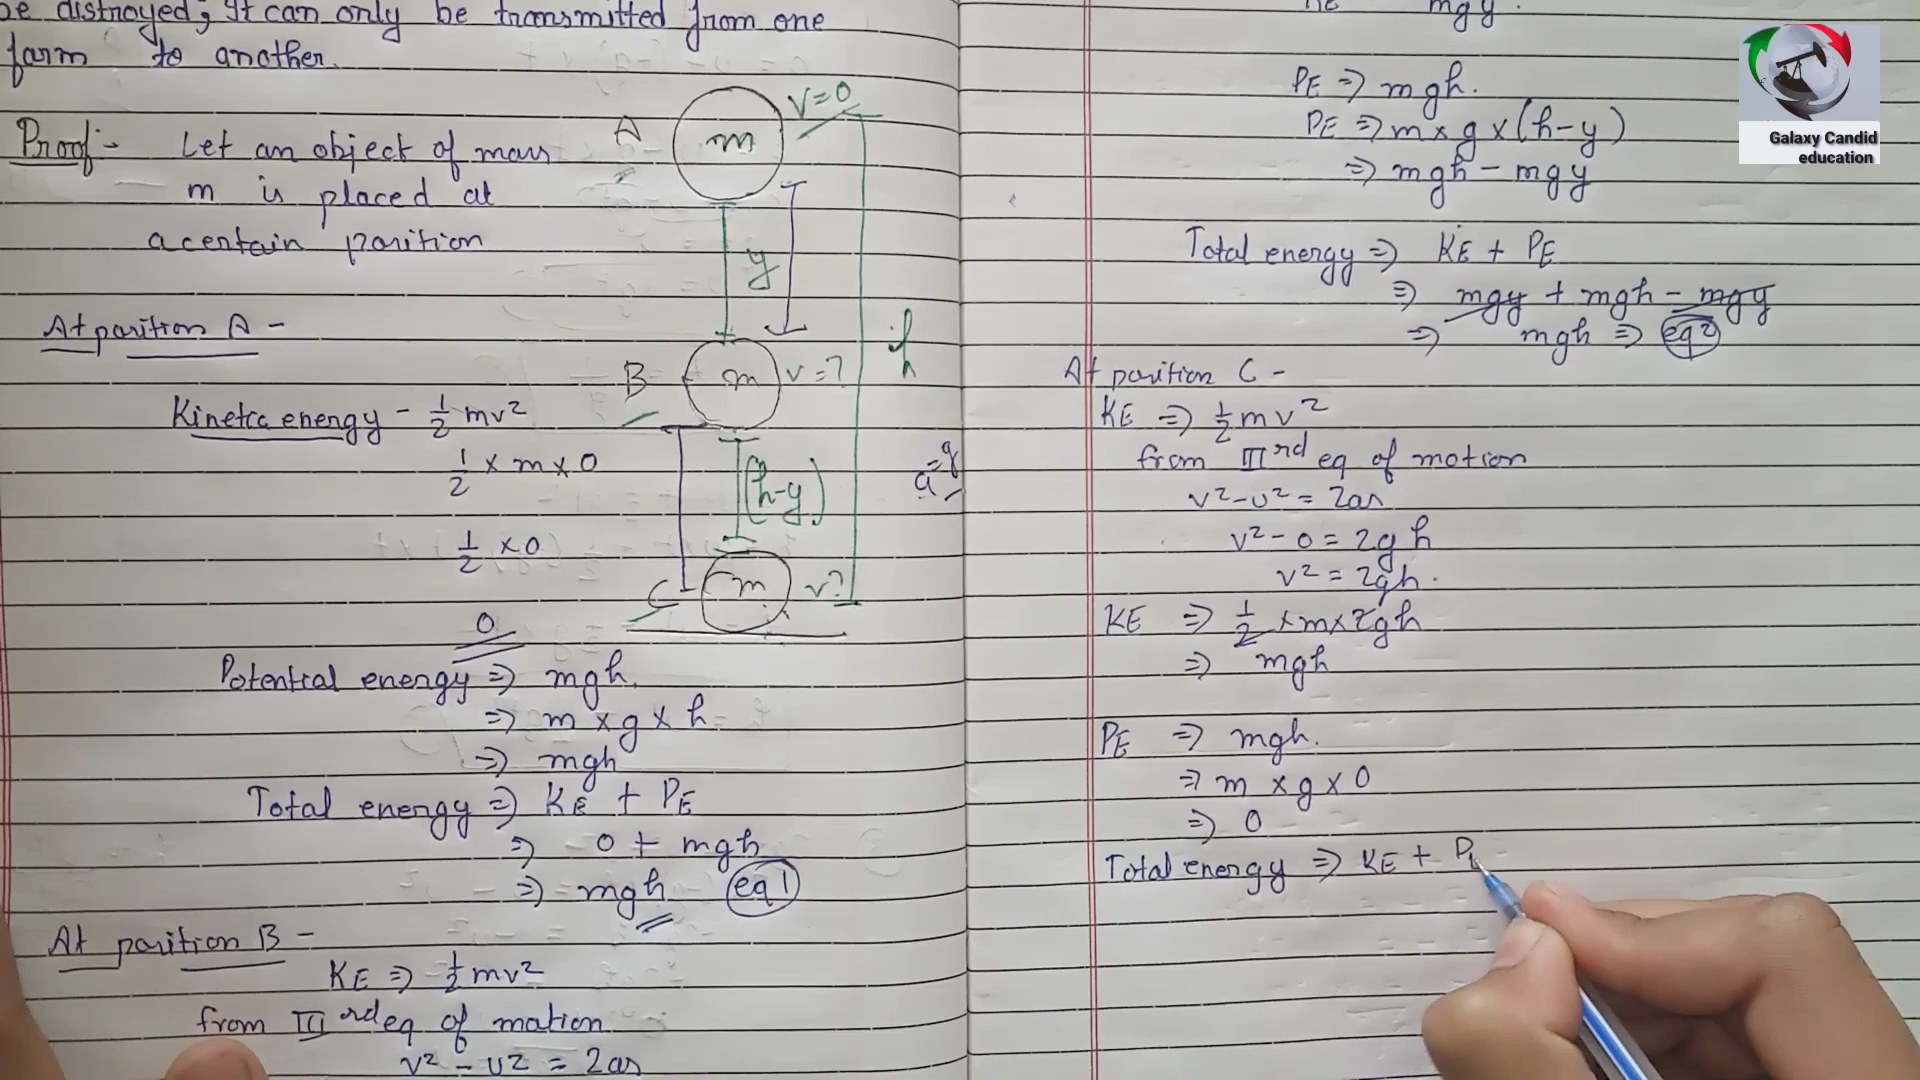 be distroyed, It can only be transmitted from one
farm to another.
Proof :- Let an object of mass
m is placed at
a certain position
A
m
v=0
y
h
B
m
v=?
(h-y)
a=g
C
m
v?
At position A -
Kinetic energy - 1/2 mv²
1/2 × m × 0
1/2 × 0
0
Potential energy ⇒ mgh.
⇒ m × g × h
⇒ mgh
Total energy ⇒ KE + PE
⇒ 0 + mgh
⇒ mgh eq 1
At position B -
KE ⇒ 1/2 mv²
from IIIrd eq of motion
v² - u² = 2as
mgy.
PE ⇒ mgh.
PE ⇒ m × g × (h-y)
⇒ mgh - mgy
Total energy ⇒ KE + PE
⇒ mgy + mgh - mgy
⇒ mgh ⇒ eq 2
At position C -
KE ⇒ 1/2 mv²
from IIIrd eq of motion
v² - u² = 2as
v² - 0 = 2gh
v² = 2gh.
KE ⇒ 1/2 × m × 2gh
⇒ mgh
PE ⇒ mgh.
⇒ m × g × 0
⇒ 0
Total energy ⇒ KE + P
Galaxy Candid
education